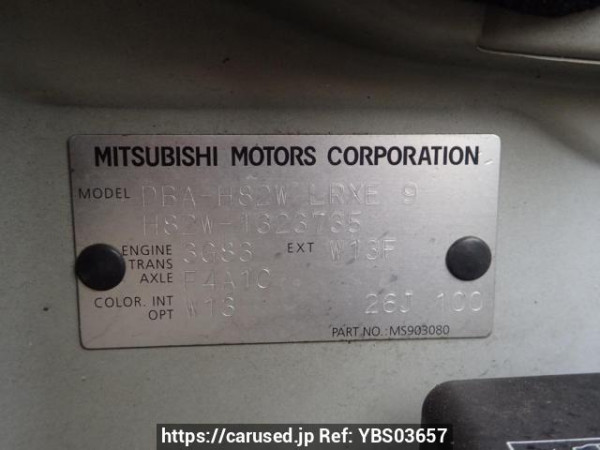 MITSUBISHI MOTORS CORPORATION
MODEL DBA-H82W LRXE 9
H82W-1323735
ENGINE 3G83 EXT W13F
TRANS AXLE F4A10
COLOR. INT W13 26J 100
OPT
PART NO.: MS903080
https://carused.jp Ref: YBS03657